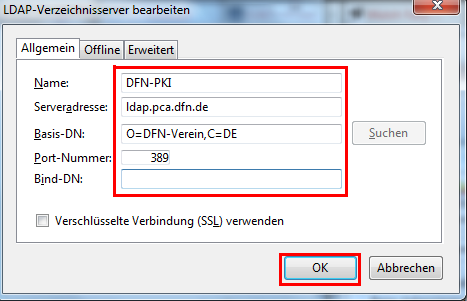 LDAP-Verzeichnisserver bearbeiten
Allgemein Offline Erweitert
Name: DFN-PKI
Serveradresse: ldap.pca.dfn.de
Basis-DN: O=DFN-Verein,C=DE Suchen
Port-Nummer: 389
Bind-DN:
Verschlüsselte Verbindung (SSL) verwenden
OK Abbrechen